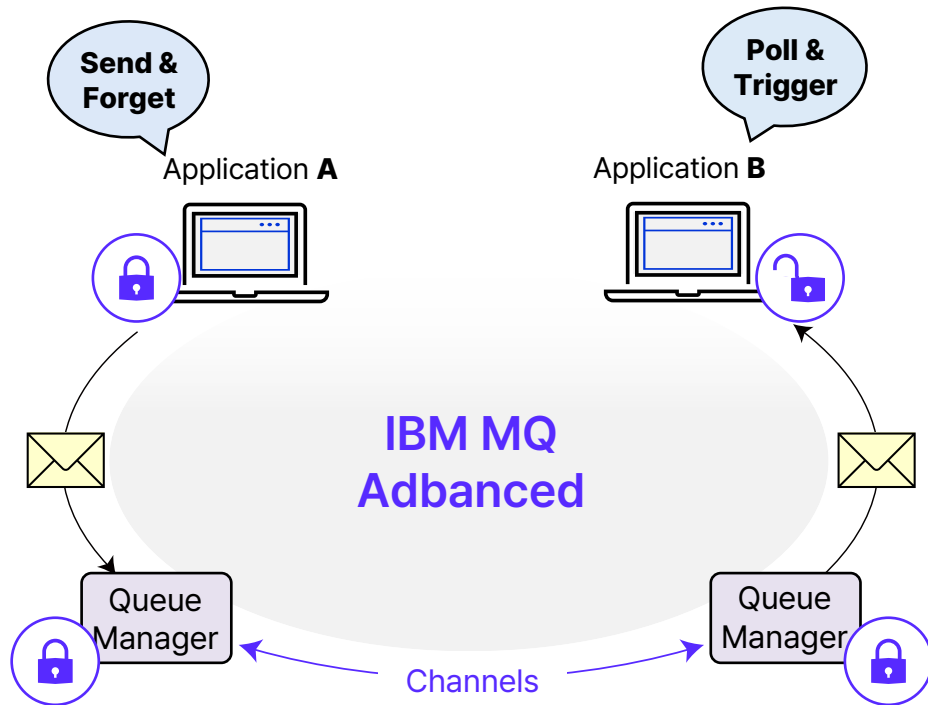 Send &
Forget
Poll &
Trigger
Application A
Application B
IBM MQ
Adbanced
Queue
Manager
Queue
Manager
Channels